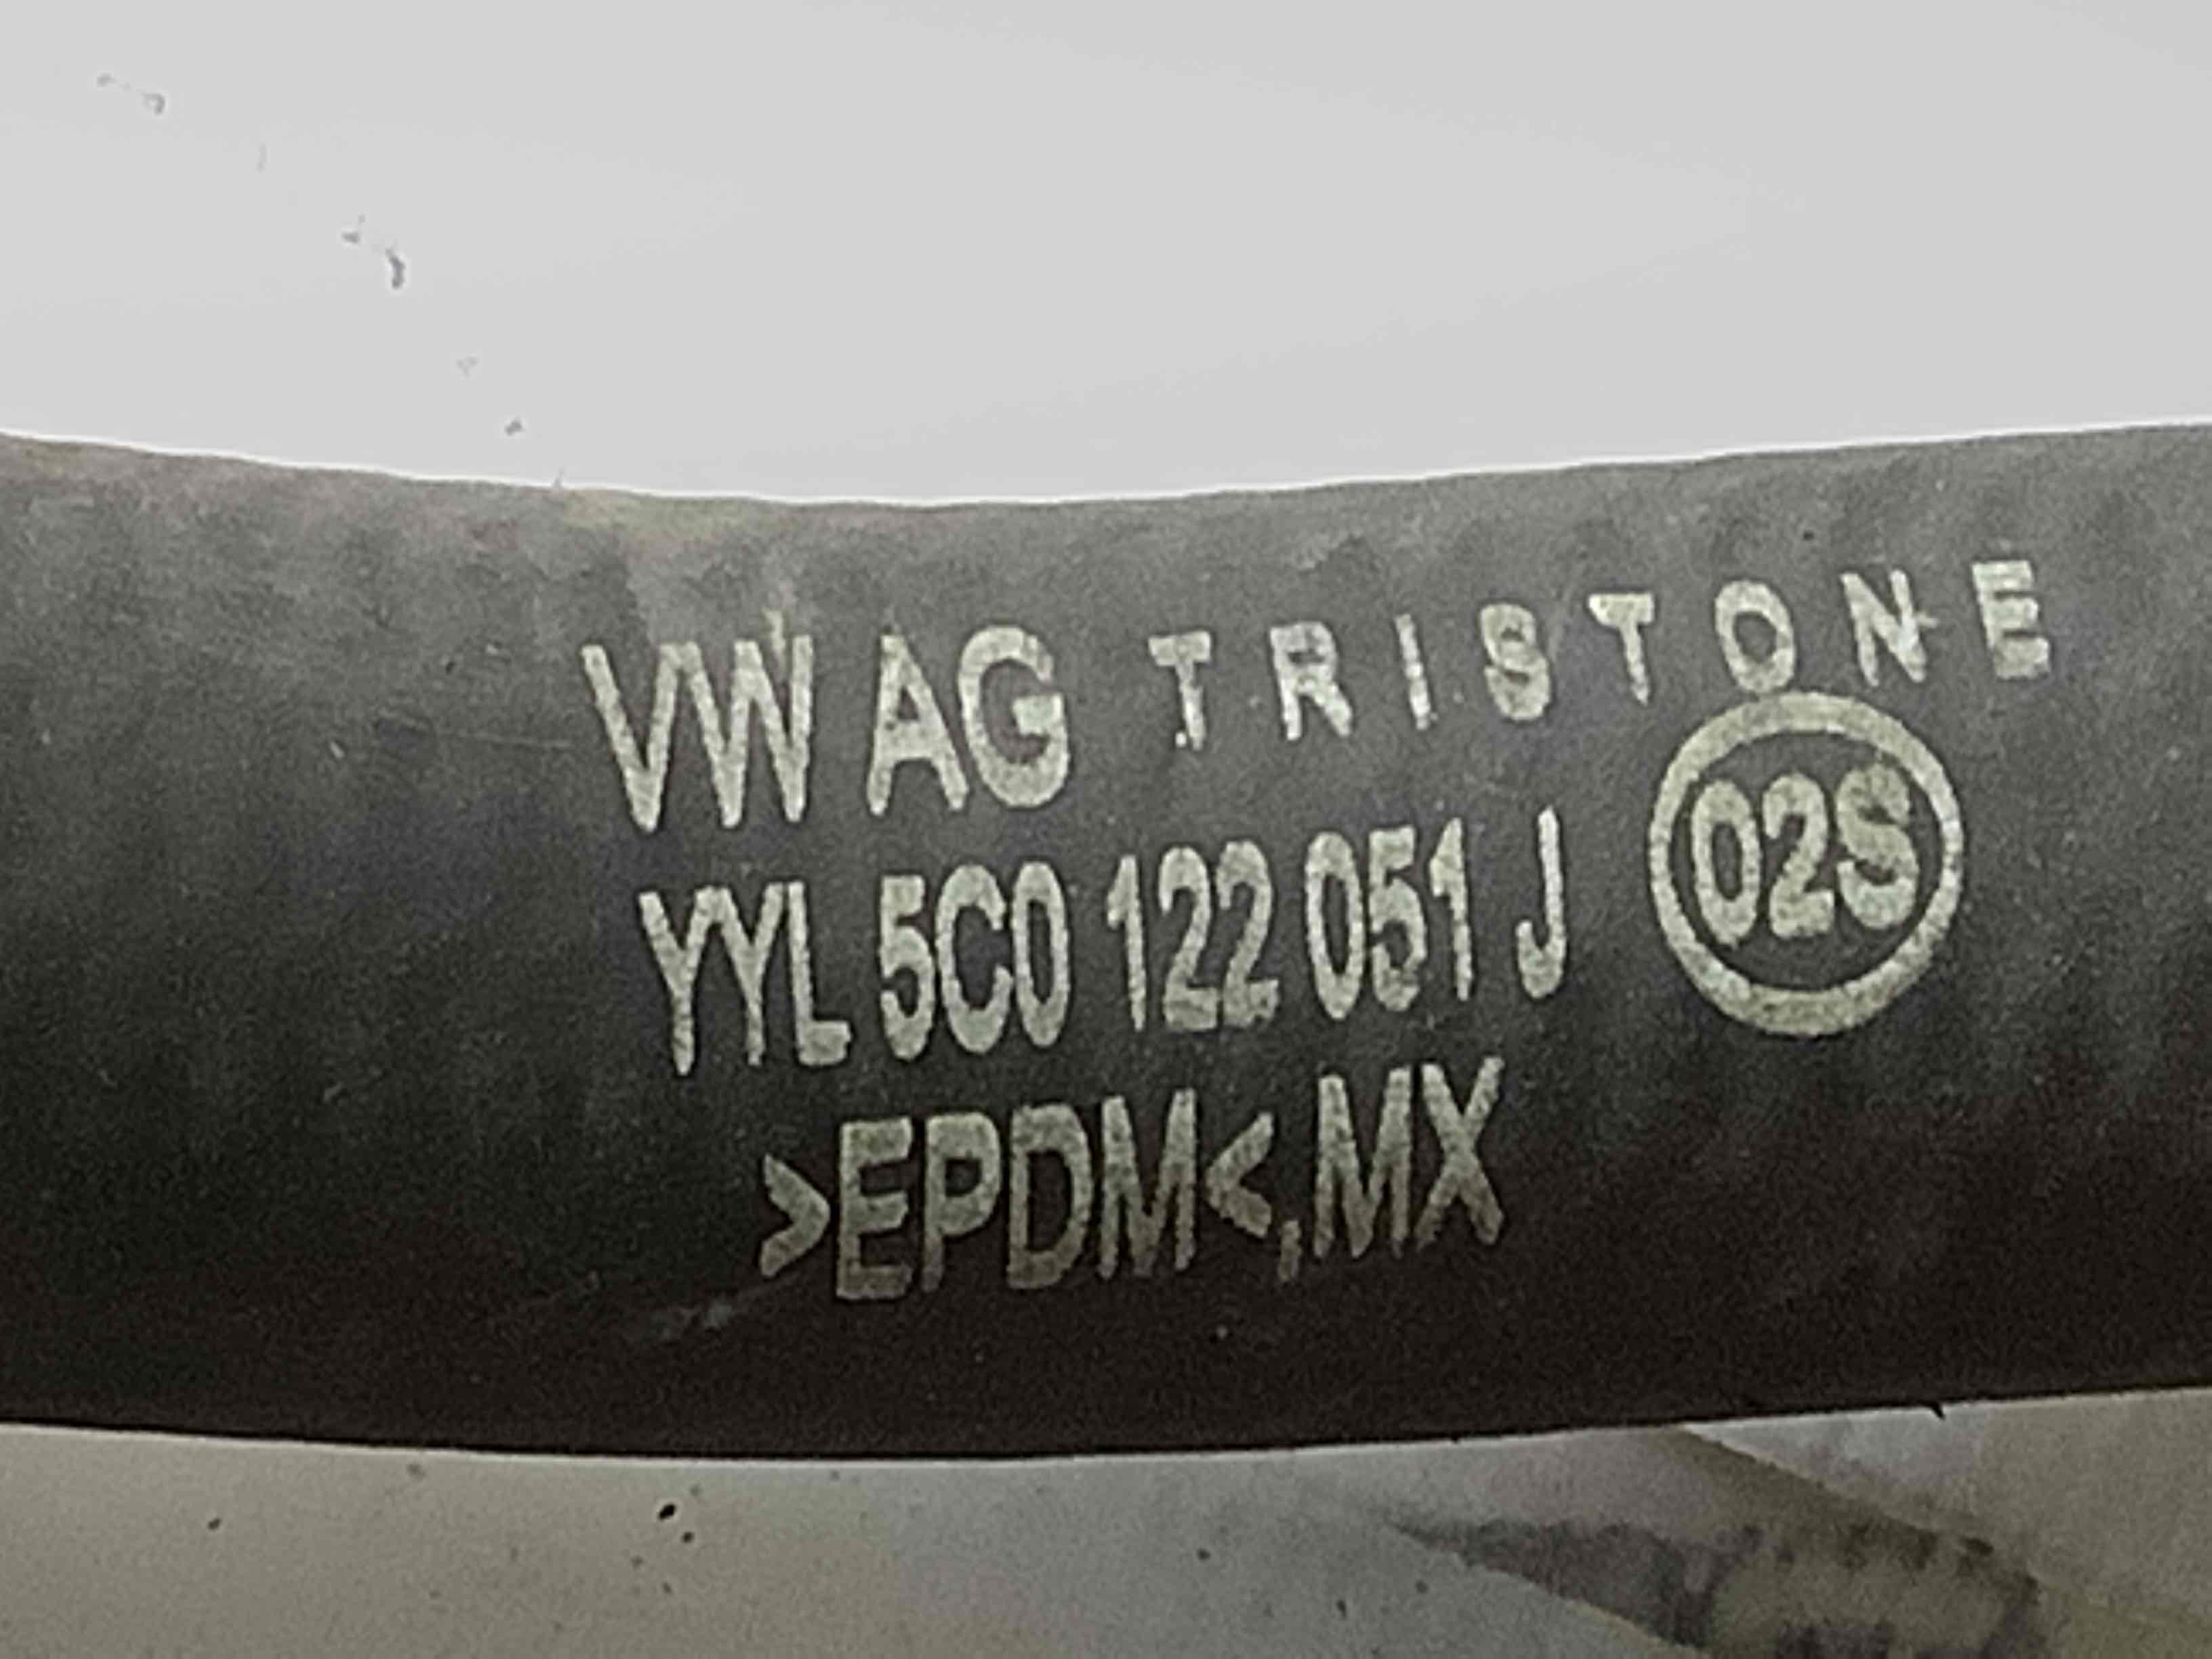 VW AG TRISTONE
YYL 5C0 122 051 J 02S
>EPDM<,MX